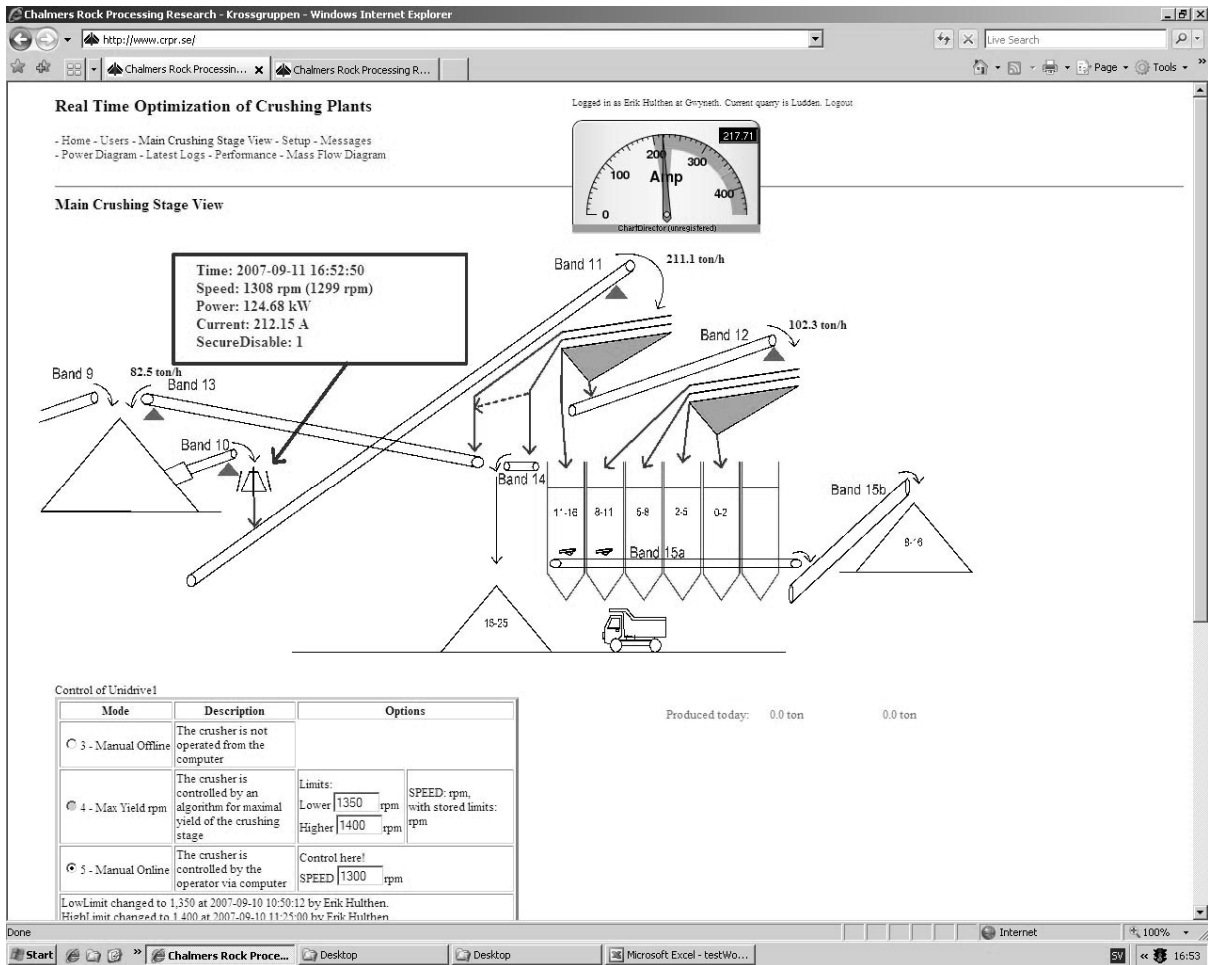 Chalmers Rock Processing Research - Krossgruppen - Windows Internet Explorer
http://www.crpr.se/
Live Search
Chalmers Rock Processin...
Chalmers Rock Processing R...
Page
Tools
Real Time Optimization of Crushing Plants
Logged in as Erik Hulthen at Gwyneth. Current quarry is Ludden. Logout
- Home - Users - Main Crushing Stage View - Setup - Messages
- Power Diagram - Latest Logs - Performance - Mass Flow Diagram
217.71
0
100
200
300
400
Amp
ChartDirector (unregistered)
Main Crushing Stage View
Time: 2007-09-11 16:52:50
Speed: 1308 rpm (1299 rpm)
Power: 124.68 kW
Current: 212.15 A
SecureDisable: 1
Band 11
211.1 ton/h
Band 12
102.3 ton/h
Band 9
82.5 ton/h
Band 13
Band 10
Band 14
Band 15b
11-16
8-11
5-8
2-5
0-2
Band 15a
8-16
16-25
Control of Unidrive1
Mode
Description
Options
3 - Manual Offline
The crusher is not
operated from the
computer
4 - Max Yield rpm
The crusher is
controlled by an
algorithm for maximal
yield of the crushing
stage
Limits:
Lower 1350 rpm
Higher 1400 rpm
SPEED: rpm,
with stored limits:
rpm
5 - Manual Online
The crusher is
controlled by the
operator via computer
Control here!
SPEED 1300 rpm
LowLimit changed to 1,350 at 2007-09-10 10:50:12 by Erik Hulthen.
HighLimit changed to 1,400 at 2007-09-10 11:25:00 by Erik Hulthen.
Produced today: 0.0 ton 0.0 ton
Done
Internet
100%
Start
Chalmers Rock Proce...
Desktop
Desktop
Microsoft Excel - testWo...
SV
16:53